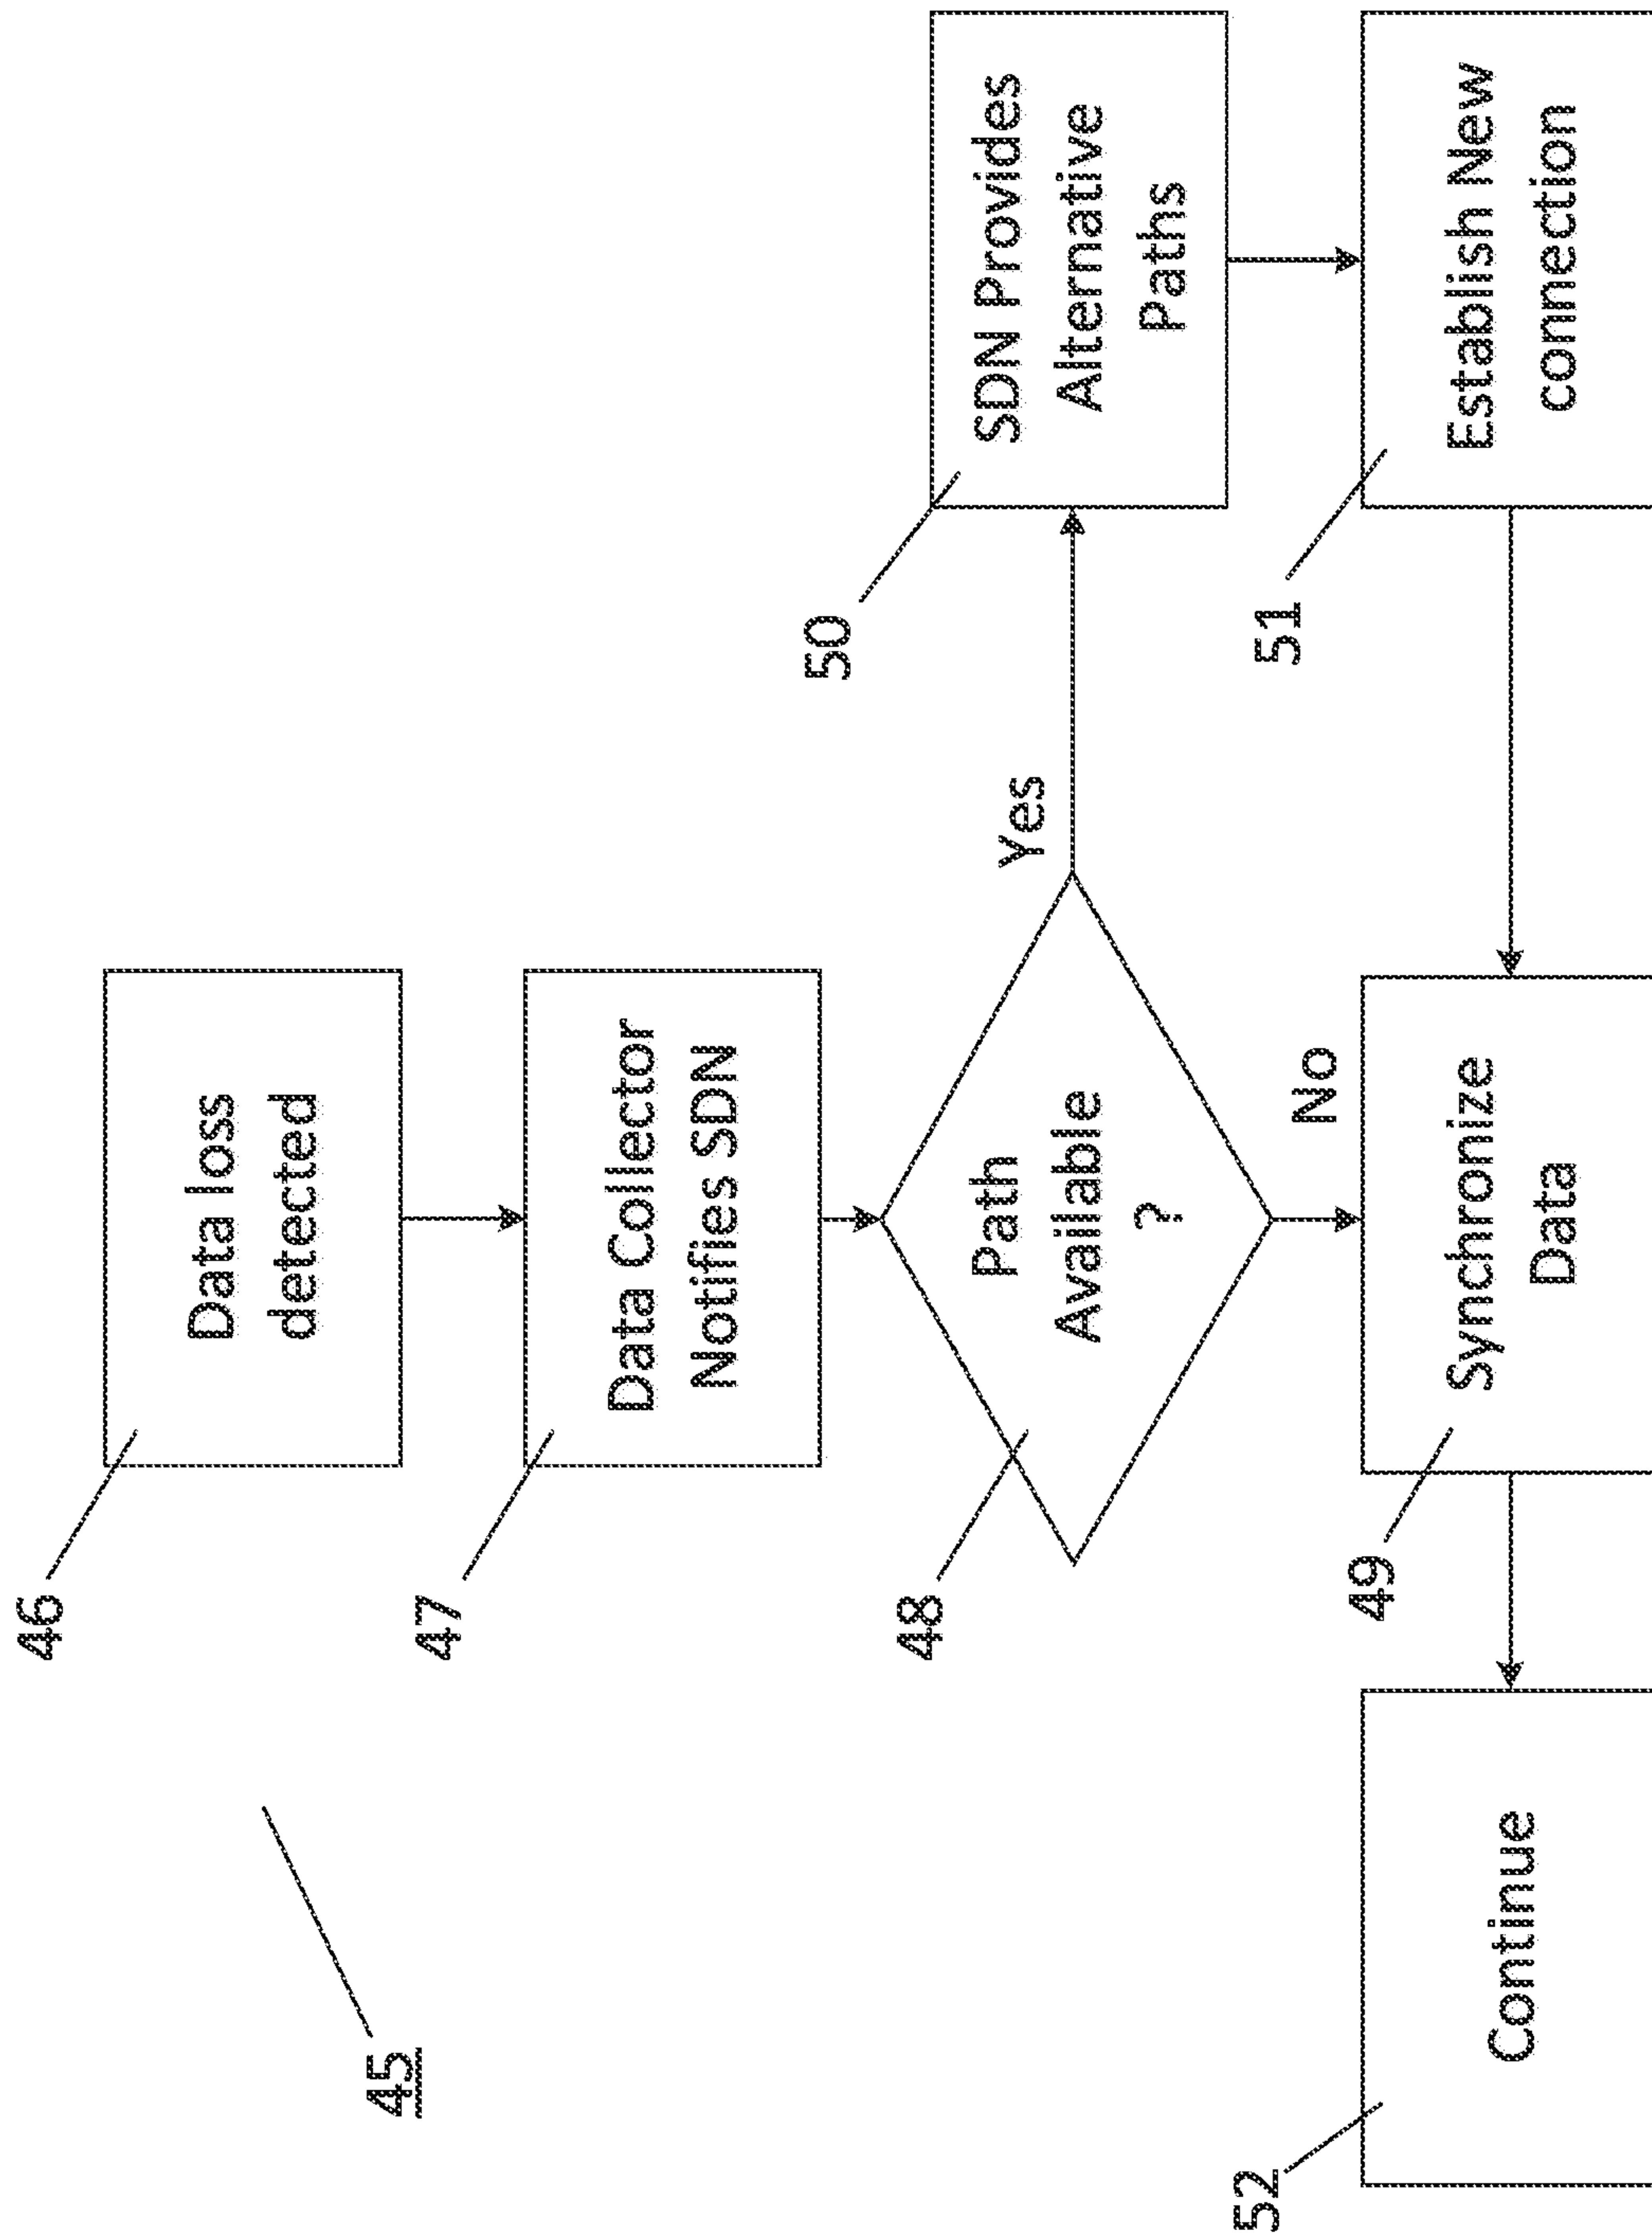 46
Data loss
detected
45
47
Data Collector
Notifies SDN
48
Path
Available
?
Yes
No
50
SDN Provides
Alternative
Paths
51
Establish New
connection
49
Synchronize
Data
52
Continue